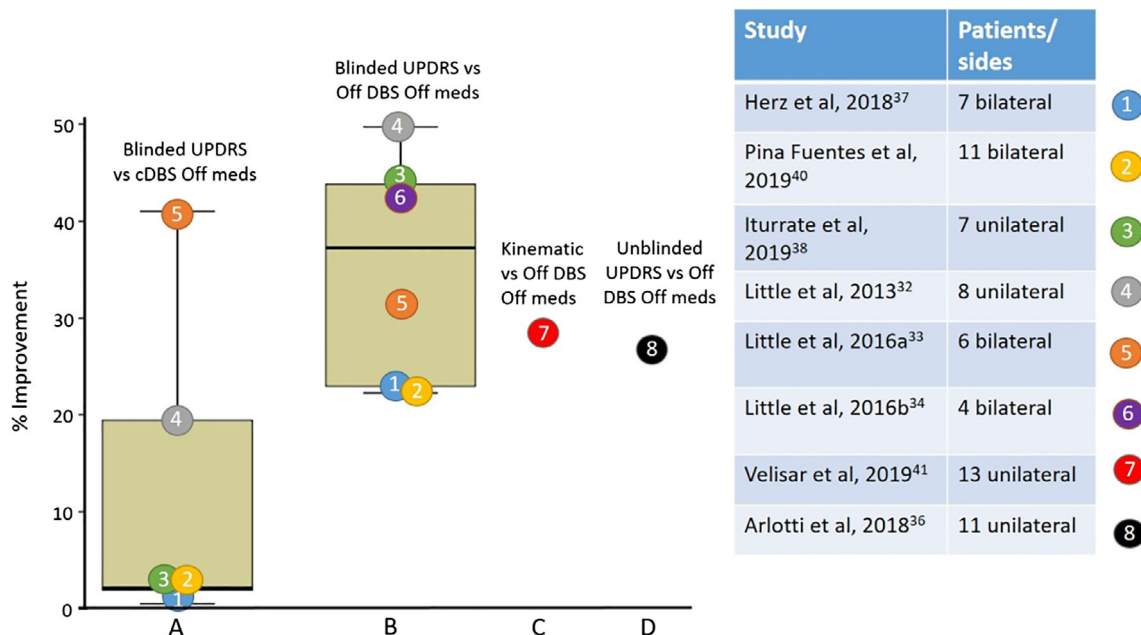 Blinded UPDRS vs
Off DBS Off meds
Blinded UPDRS
vs cDBS Off meds
Kinematic
vs Off DBS
Off meds
Unblinded
UPDRS vs Off
DBS Off meds
% Improvement
50
40
30
20
10
0
5
4
3
2
1
4
3
6
5
1
2
7
8
A
B
C
D
Study
Patients/
sides
Herz et al, 2018³⁷
7 bilateral
1
Pina Fuentes et al,
2019⁴⁰
11 bilateral
2
Iturrate et al,
2019³⁸
7 unilateral
3
Little et al, 2013³²
8 unilateral
4
Little et al, 2016a³³
6 bilateral
5
Little et al, 2016b³⁴
4 bilateral
6
Velisar et al, 2019⁴¹
13 unilateral
7
Arlotti et al, 2018³⁶
11 unilateral
8